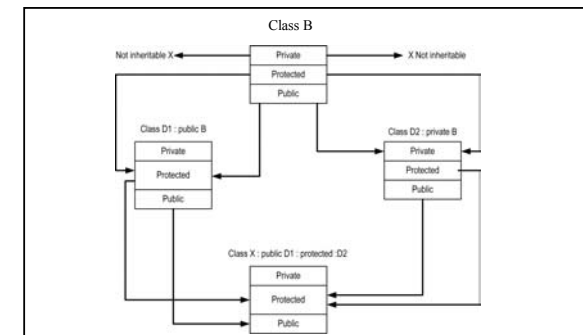 Class B
Not inheritable X
Private
X Not inheritable
Protected
Public
Class D1 : public B
Private
Protected
Public
Class D2 : private B
Private
Protected
Public
Class X : public D1 : protected :D2
Private
Protected
Public